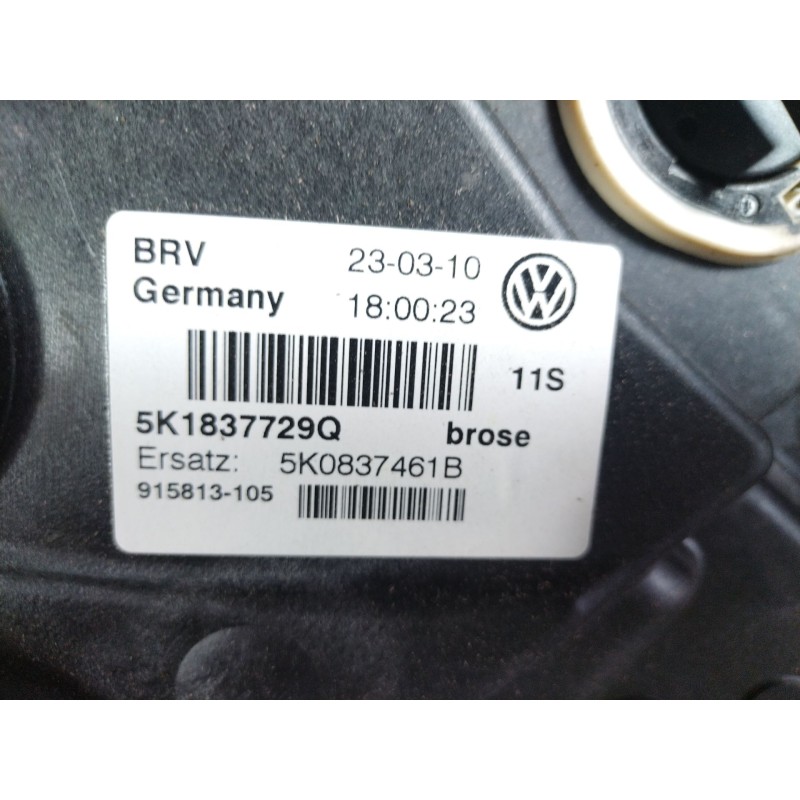 BRV 23-03-10
Germany 18:00:23
11S
5K1837729Q brose
Ersatz: 5K0837461B
915813-105